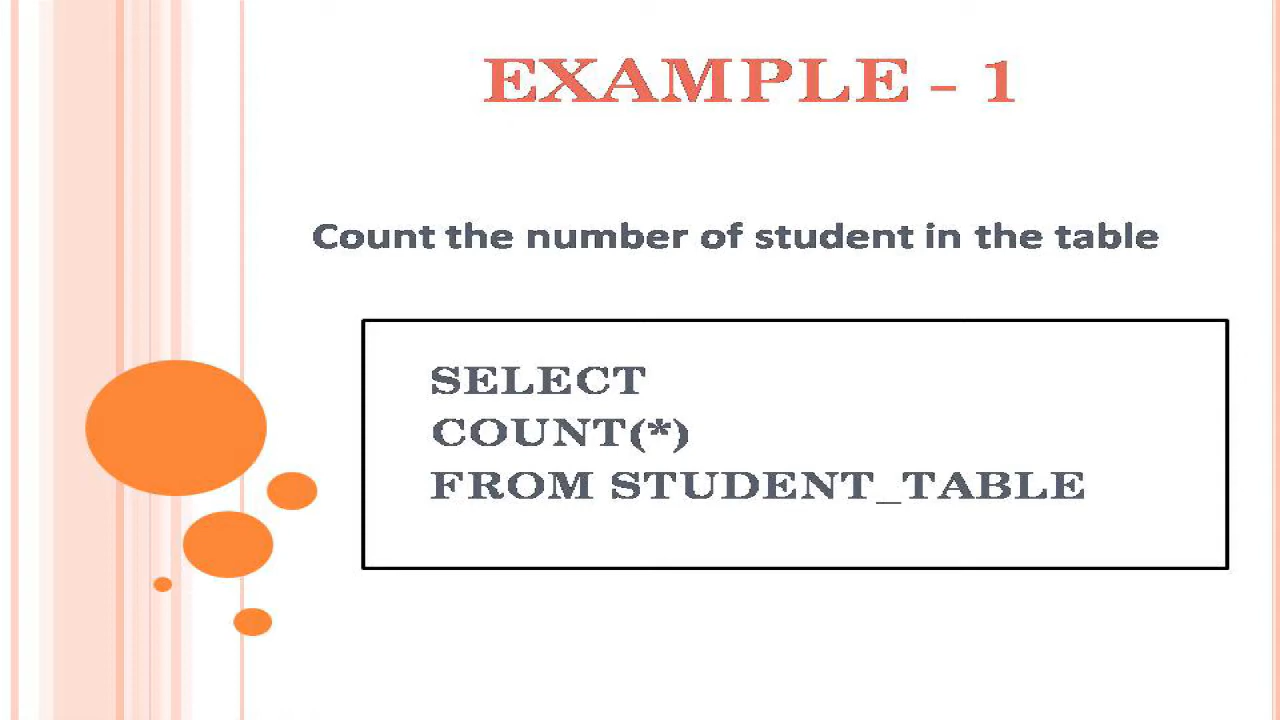 EXAMPLE – 1
Count the number of student in the table
SELECT
COUNT(*)
FROM STUDENT_TABLE